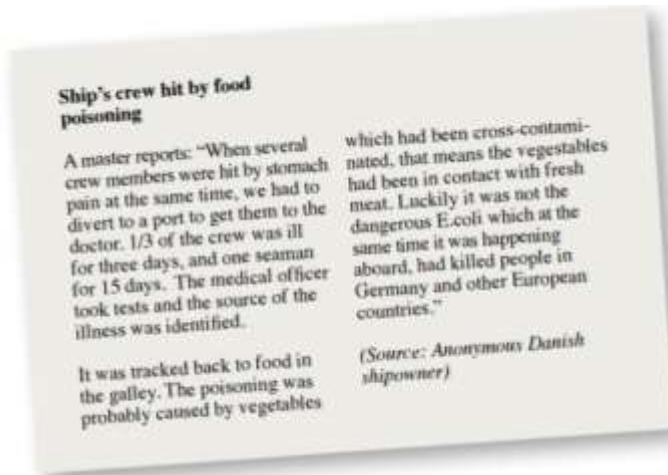 Ship's crew hit by food
poisoning
A master reports: “When several
crew members were hit by stomach
pain at the same time, we had to
divert to a port to get them to the
doctor. 1/3 of the crew was ill
for three days, and one seaman
for 15 days. The medical officer
took tests and the source of the
illness was identified.
It was tracked back to food in
the galley. The poisoning was
probably caused by vegetables
which had been cross-contami-
nated, that means the vegestables
had been in contact with fresh
meat. Luckily it was not the
dangerous E.coli which at the
same time it was happening
aboard, had killed people in
Germany and other European
countries.”
(Source: Anonymous Danish
shipowner)